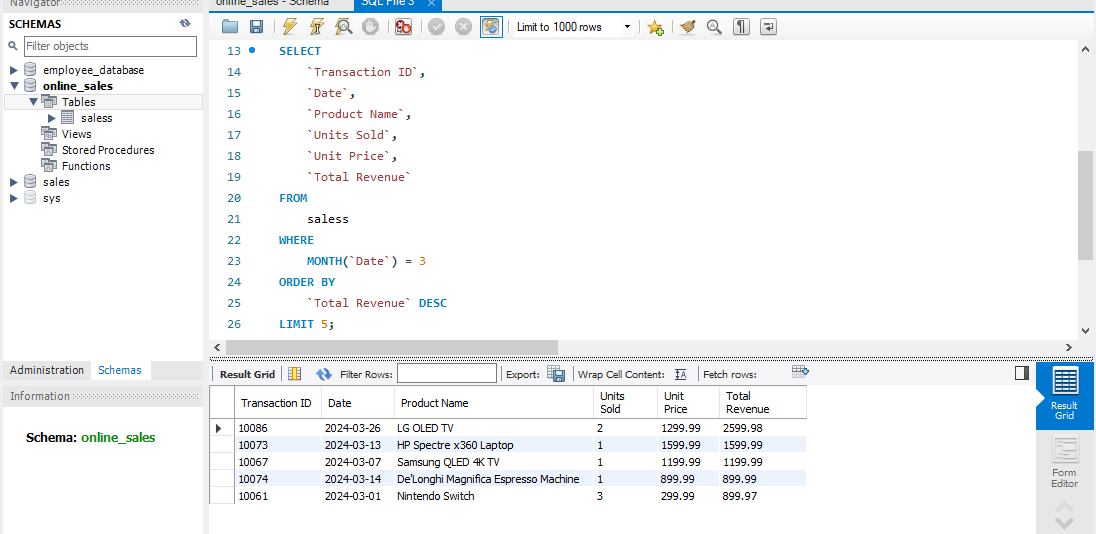 Navigator
online_sales - Schema
SQL File 3
SCHEMAS
Filter objects
employee_database
online_sales
Tables
saless
Views
Stored Procedures
Functions
sales
sys
Administration
Schemas
Information
Schema: online_sales
Limit to 1000 rows
13 SELECT
14 `Transaction ID`,
15 `Date`,
16 `Product Name`,
17 `Units Sold`,
18 `Unit Price`,
19 `Total Revenue`
20 FROM
21 saless
22 WHERE
23 MONTH(`Date`) = 3
24 ORDER BY
25 `Total Revenue` DESC
26 LIMIT 5;
Result Grid
Filter Rows:
Export:
Wrap Cell Content:
Fetch rows:
Transaction ID Date Product Name Units Sold Unit Price Total Revenue
10086 2024-03-26 LG OLED TV 2 1299.99 2599.98
10073 2024-03-13 HP Spectre x360 Laptop 1 1599.99 1599.99
10067 2024-03-07 Samsung QLED 4K TV 1 1199.99 1199.99
10074 2024-03-14 De'Longhi Magnifica Espresso Machine 1 899.99 899.99
10061 2024-03-01 Nintendo Switch 3 299.99 899.97
Result
Grid
Form
Editor